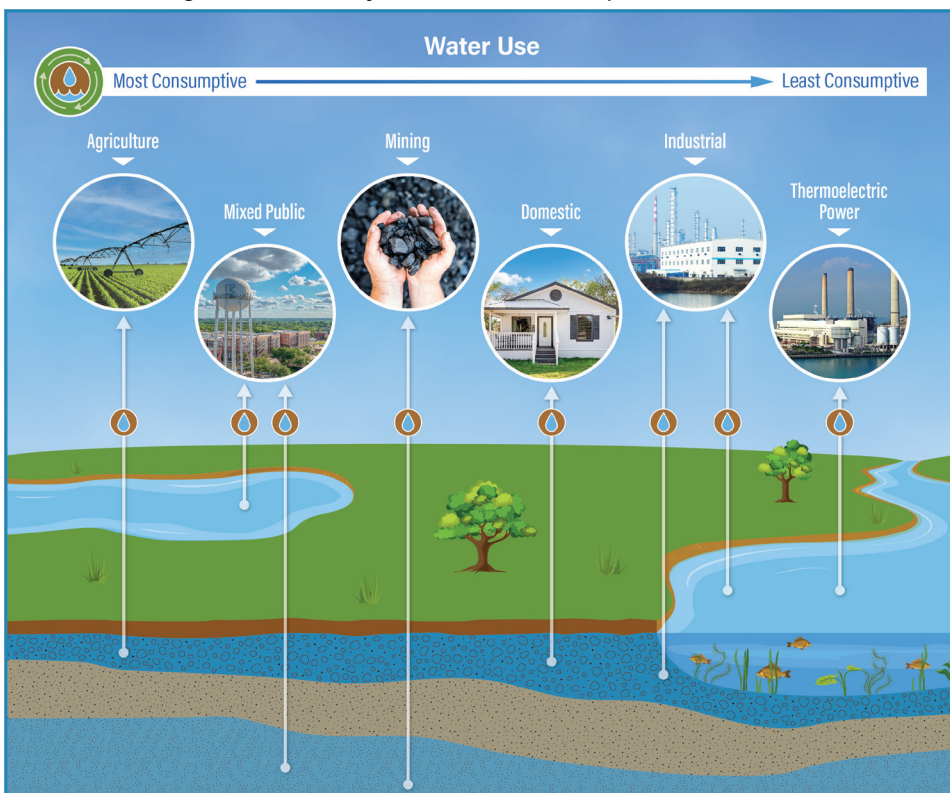 Water Use
Most Consumptive
Least Consumptive
Agriculture
Mining
Industrial
Mixed Public
Domestic
Thermoelectric
Power